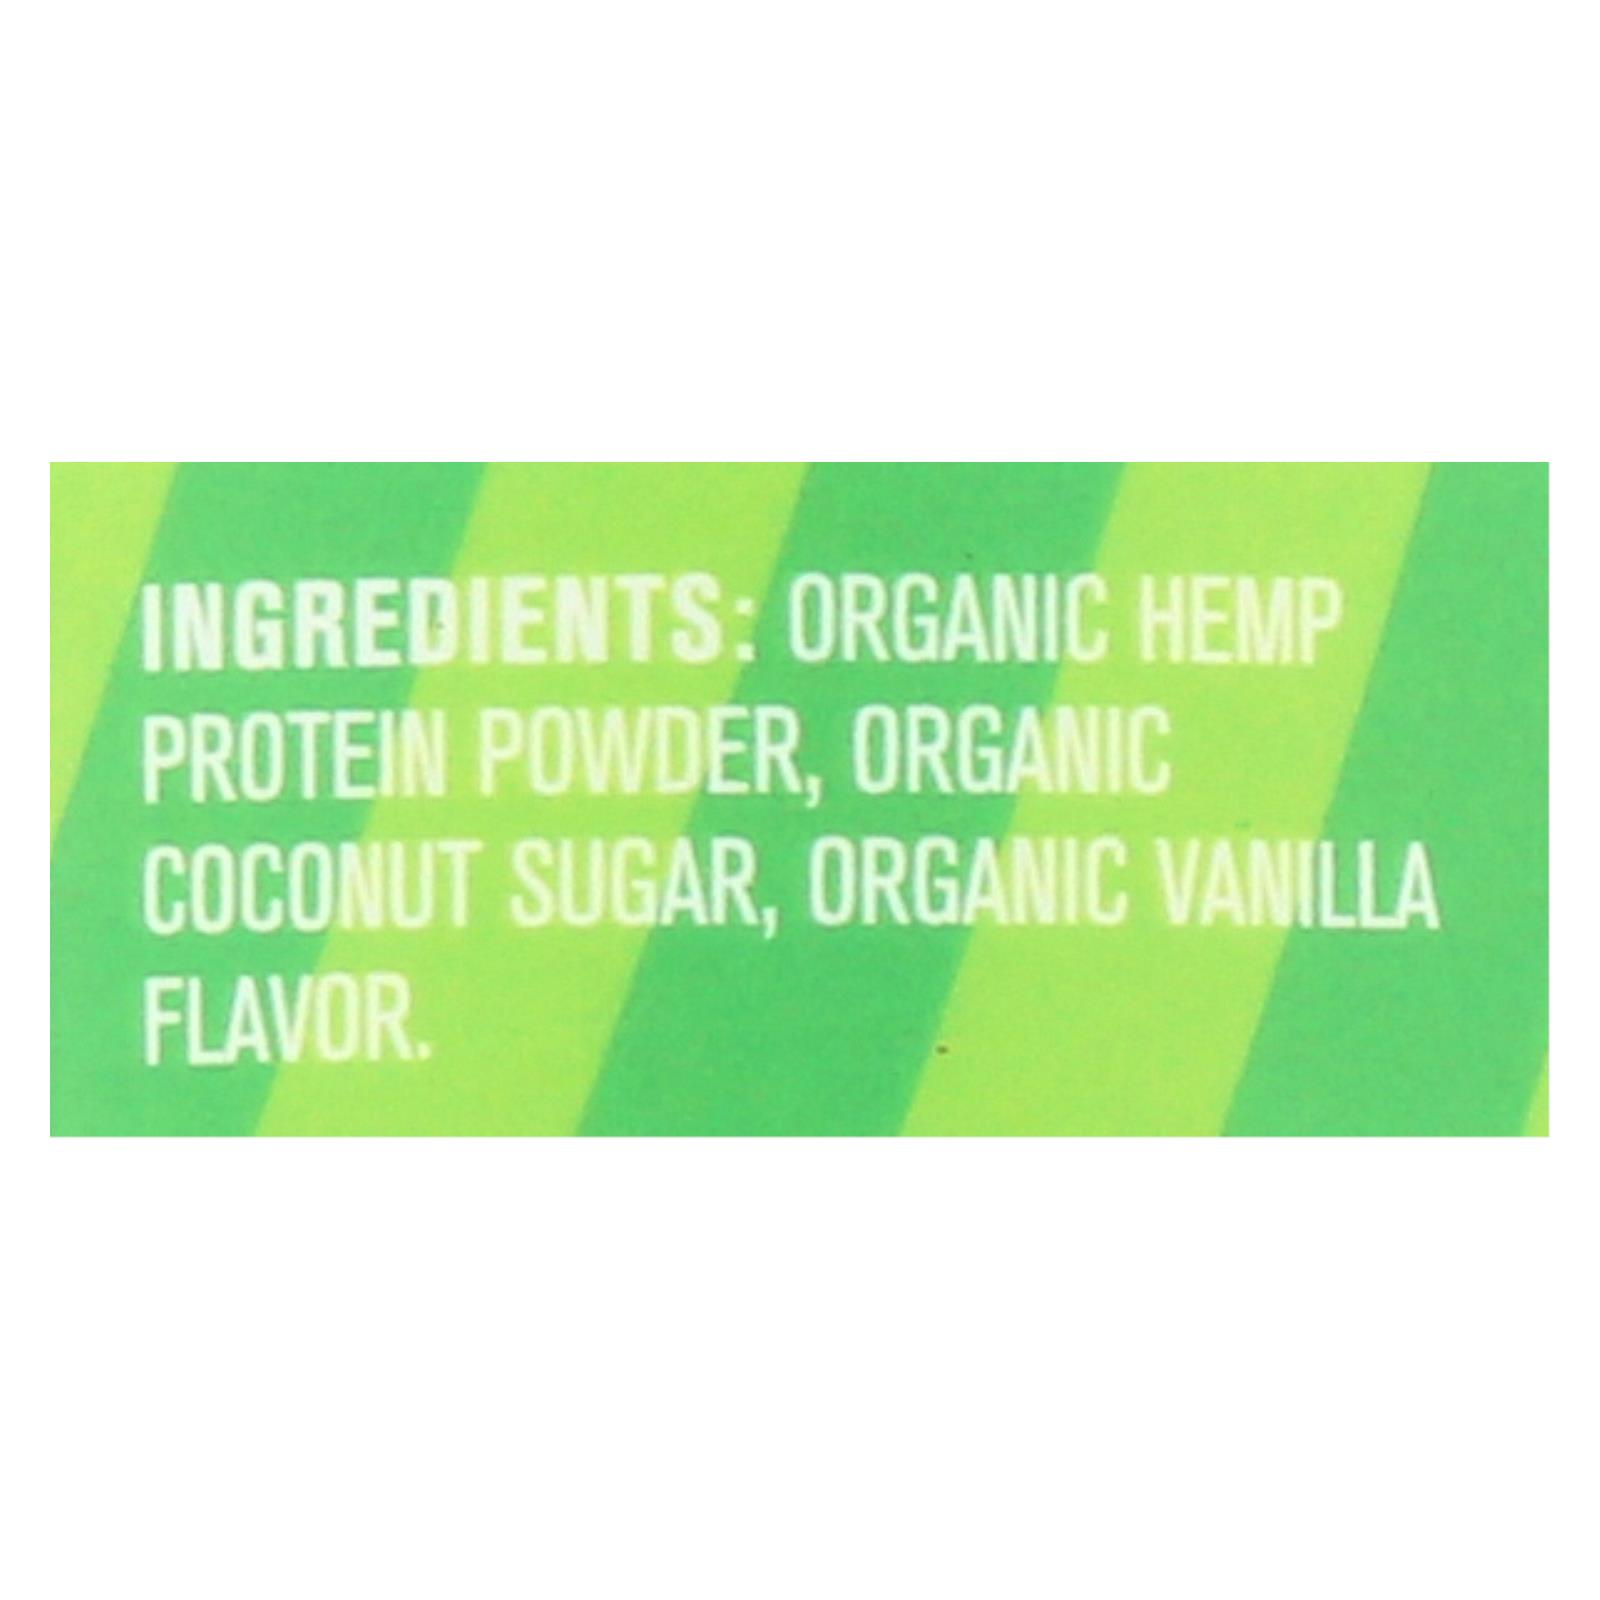 INGREDIENTS: ORGANIC HEMP
PROTEIN POWDER, ORGANIC
COCONUT SUGAR, ORGANIC VANILLA
FLAVOR.